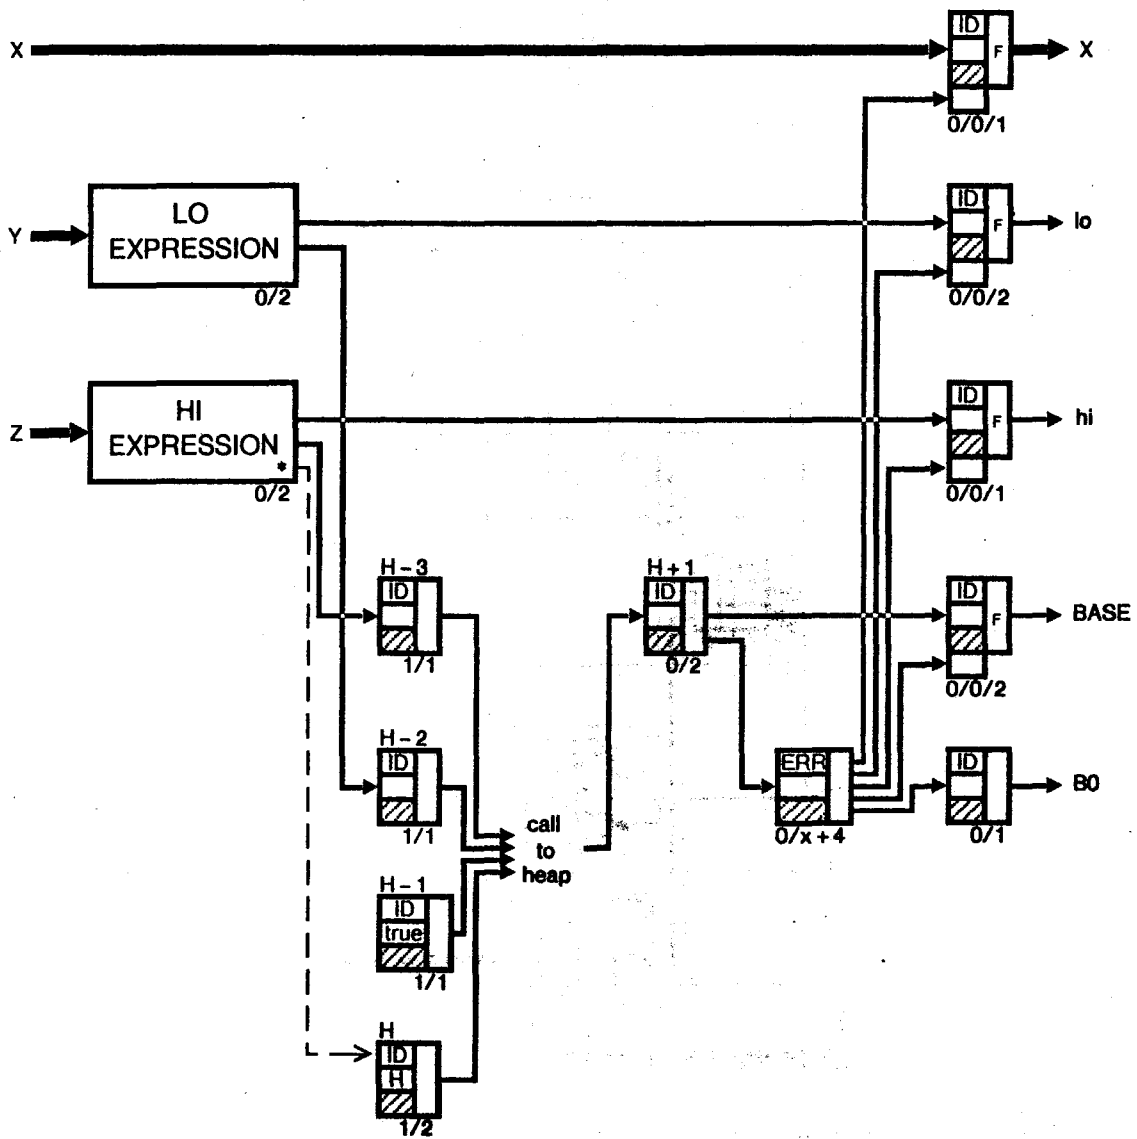 ID
X
F
X
0/0/1
LO
EXPRESSION
Y
0/2
ID
F
lo
0/0/2
HI
EXPRESSION
*
Z
0/2
ID
F
hi
0/0/1
H-3
ID
1/1
H+1
ID
0/2
ID
F
BASE
0/0/2
H-2
ID
1/1
ERR
0/x+4
ID
B0
0/1
call
to
heap
H-1
ID
true
1/1
H
ID
H
1/2